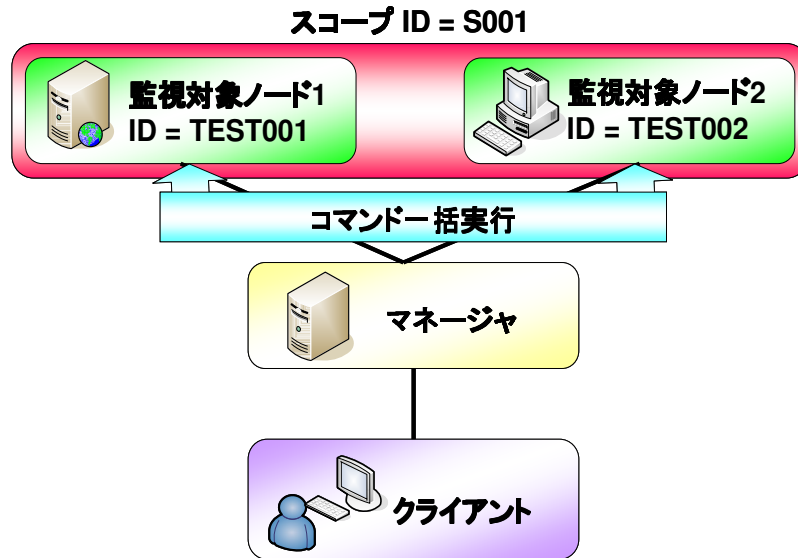 スコープ ID = S001
監視対象ノード1
ID = TEST001
監視対象ノード2
ID = TEST002
コマンド一括実行
マネージャ
クライアント